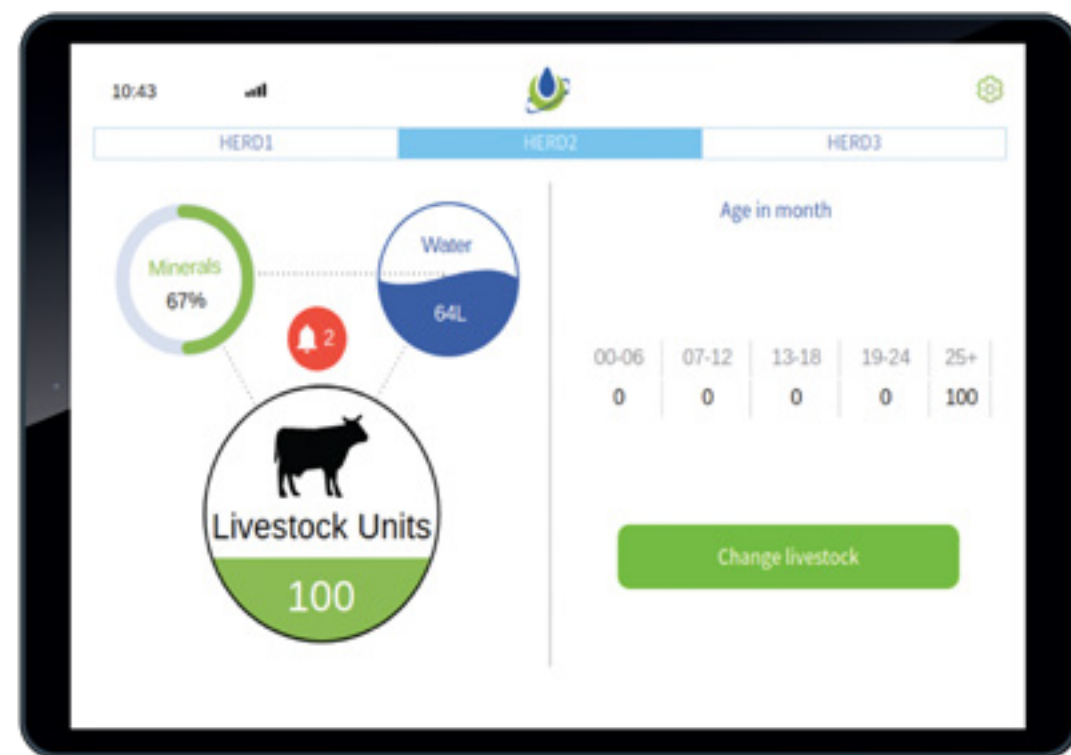 10:43
HERD1 HERD2 HERD3
Minerals
67%
Water
64L
2
Livestock Units
100
Age in month
00-06 07-12 13-18 19-24 25+
0 0 0 0 100
Change livestock